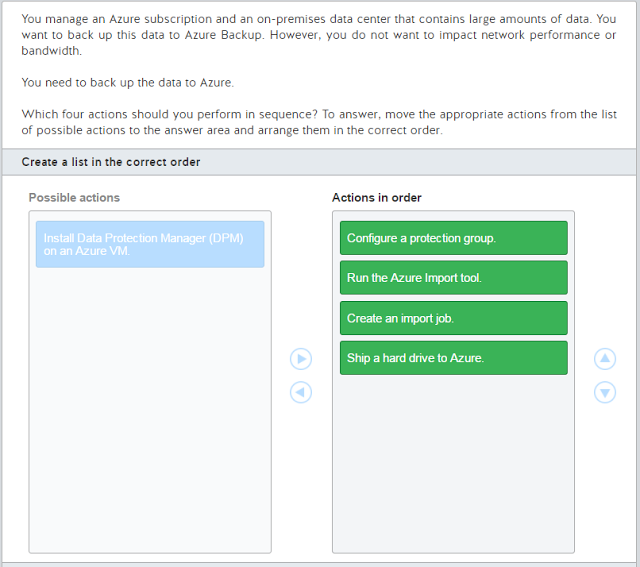 You manage an Azure subscription and an on-premises data center that contains large amounts of data. You
want to back up this data to Azure Backup. However, you do not want to impact network performance or
bandwidth.
You need to back up the data to Azure.
Which four actions should you perform in sequence? To answer, move the appropriate actions from the list
of possible actions to the answer area and arrange them in the correct order.
Create a list in the correct order
Possible actions
Install Data Protection Manager (DPM)
on an Azure VM.
Actions in order
Configure a protection group.
Run the Azure Import tool.
Create an import job.
Ship a hard drive to Azure.